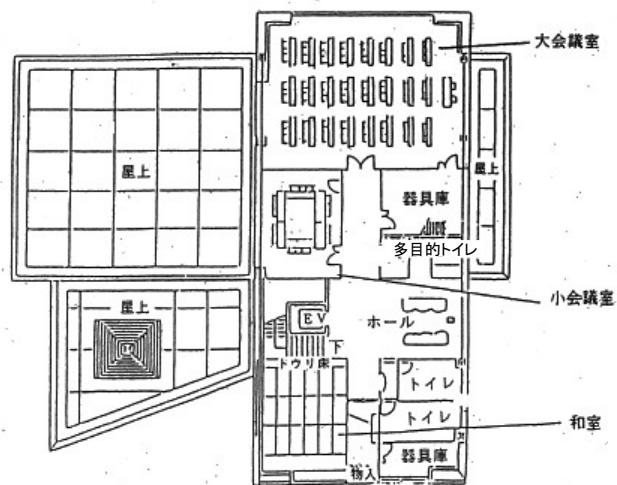 大会議室
屋上
屋上
器具庫
多目的トイレ
小会議室
屋上
EV
ホール
下
トウリ床
トイレ
トイレ
和室
器具庫
物入